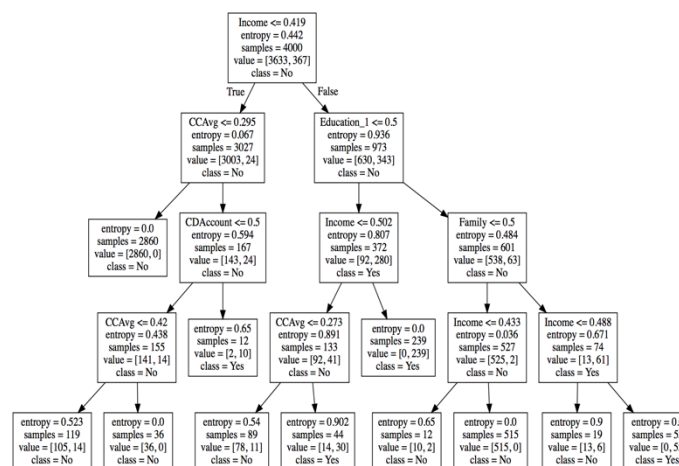 Income <= 0.419
entropy = 0.442
samples = 4000
value = [3633, 367]
class = No
True
False
CCAvg <= 0.295
entropy = 0.067
samples = 3027
value = [3003, 24]
class = No
Education_1 <= 0.5
entropy = 0.936
samples = 973
value = [630, 343]
class = No
entropy = 0.0
samples = 2860
value = [2860, 0]
class = No
CDAccount <= 0.5
entropy = 0.594
samples = 167
value = [143, 24]
class = No
Income <= 0.502
entropy = 0.807
samples = 372
value = [92, 280]
class = Yes
Family <= 0.5
entropy = 0.484
samples = 601
value = [538, 63]
class = No
CCAvg <= 0.42
entropy = 0.438
samples = 155
value = [141, 14]
class = No
entropy = 0.65
samples = 12
value = [2, 10]
class = Yes
CCAvg <= 0.273
entropy = 0.891
samples = 133
value = [92, 41]
class = No
entropy = 0.0
samples = 239
value = [0, 239]
class = Yes
Income <= 0.433
entropy = 0.036
samples = 527
value = [525, 2]
class = No
Income <= 0.488
entropy = 0.671
samples = 74
value = [13, 61]
class = Yes
entropy = 0.523
samples = 119
value = [105, 14]
class = No
entropy = 0.0
samples = 36
value = [36, 0]
class = No
entropy = 0.54
samples = 89
value = [78, 11]
class = No
entropy = 0.902
samples = 44
value = [14, 30]
class = Yes
entropy = 0.65
samples = 12
value = [10, 2]
class = No
entropy = 0.0
samples = 515
value = [515, 0]
class = No
entropy = 0.9
samples = 19
value = [13, 6]
class = No
entropy =
samples =
value =
class = Yes